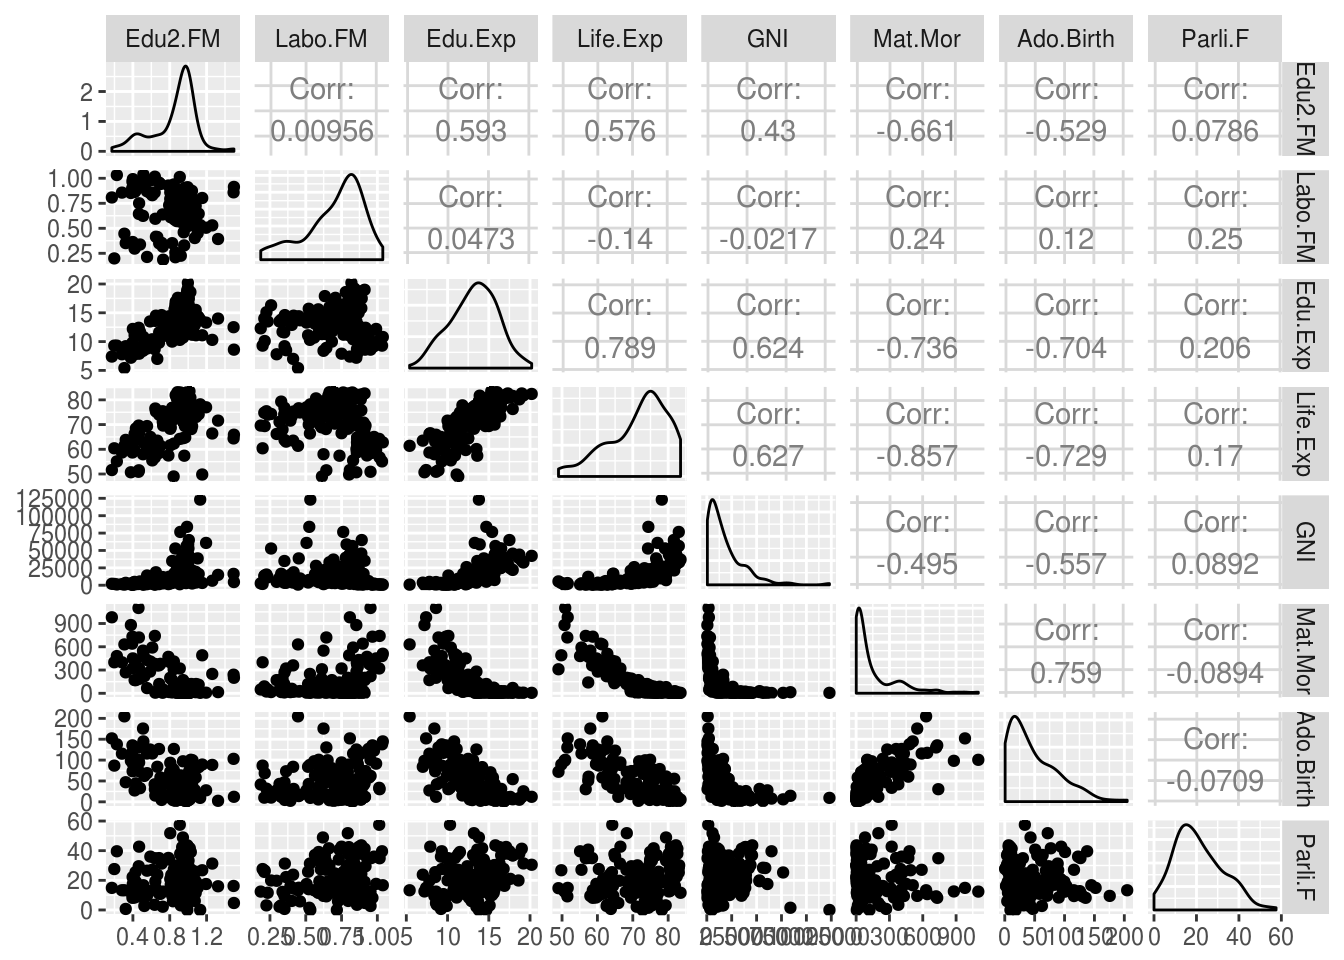 Edu2.FM Labo.FM Edu.Exp Life.Exp GNI Mat.Mor Ado.Birth Parli.F
2 Corr: Corr: Corr: Corr: Corr: Corr: Corr: Edu2.FM
1 0.00956 0.593 0.576 0.43 -0.661 -0.529 0.0786
0
1.00 Corr: Corr: Corr: Corr: Corr: Corr: Labo.FM
0.75
0.50 0.0473 -0.14 -0.0217 0.24 0.12 0.25
0.25
20 Corr: Corr: Corr: Corr: Corr: Edu.Exp
15
10 0.789 0.624 -0.736 -0.704 0.206
5
80 Corr: Corr: Corr: Corr: Life.Exp
70
60 0.627 -0.857 -0.729 0.17
50
125000
100000 Corr: Corr: Corr: GNI
75000
50000
25000 -0.495 -0.557 0.0892
0
900 Corr: Corr: Mat.Mor
600
300 0.759 -0.0894
0
200 Corr: Ado.Birth
150
100
50 -0.0709
0
60 Parli.F
40
20
0
0.4 0.8 1.2 0.25 0.50 0.75 1.00 5 10 15 20 50 60 70 80 0 300 600 900 0 50 100 150 200 0 20 40 60